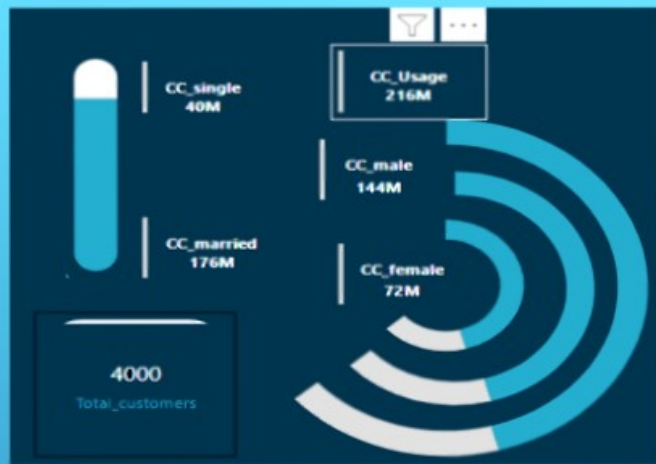 CC_single
40M
CC_Usage
216M
CC_male
144M
CC_married
176M
CC_female
72M
4000
Total_customers